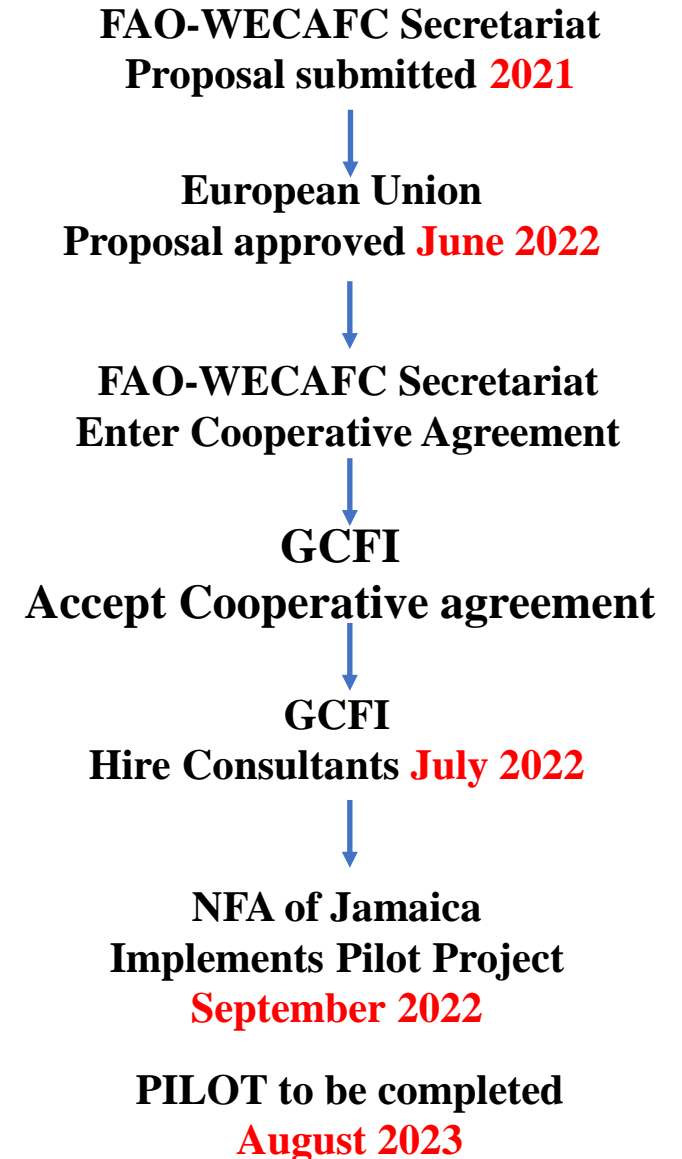 FAO-WECAFC Secretariat
Proposal submitted 2021
European Union
Proposal approved June 2022
FAO-WECAFC Secretariat
Enter Cooperative Agreement
GCFI
Accept Cooperative agreement
GCFI
Hire Consultants July 2022
NFA of Jamaica
Implements Pilot Project
September 2022
PILOT to be completed
August 2023